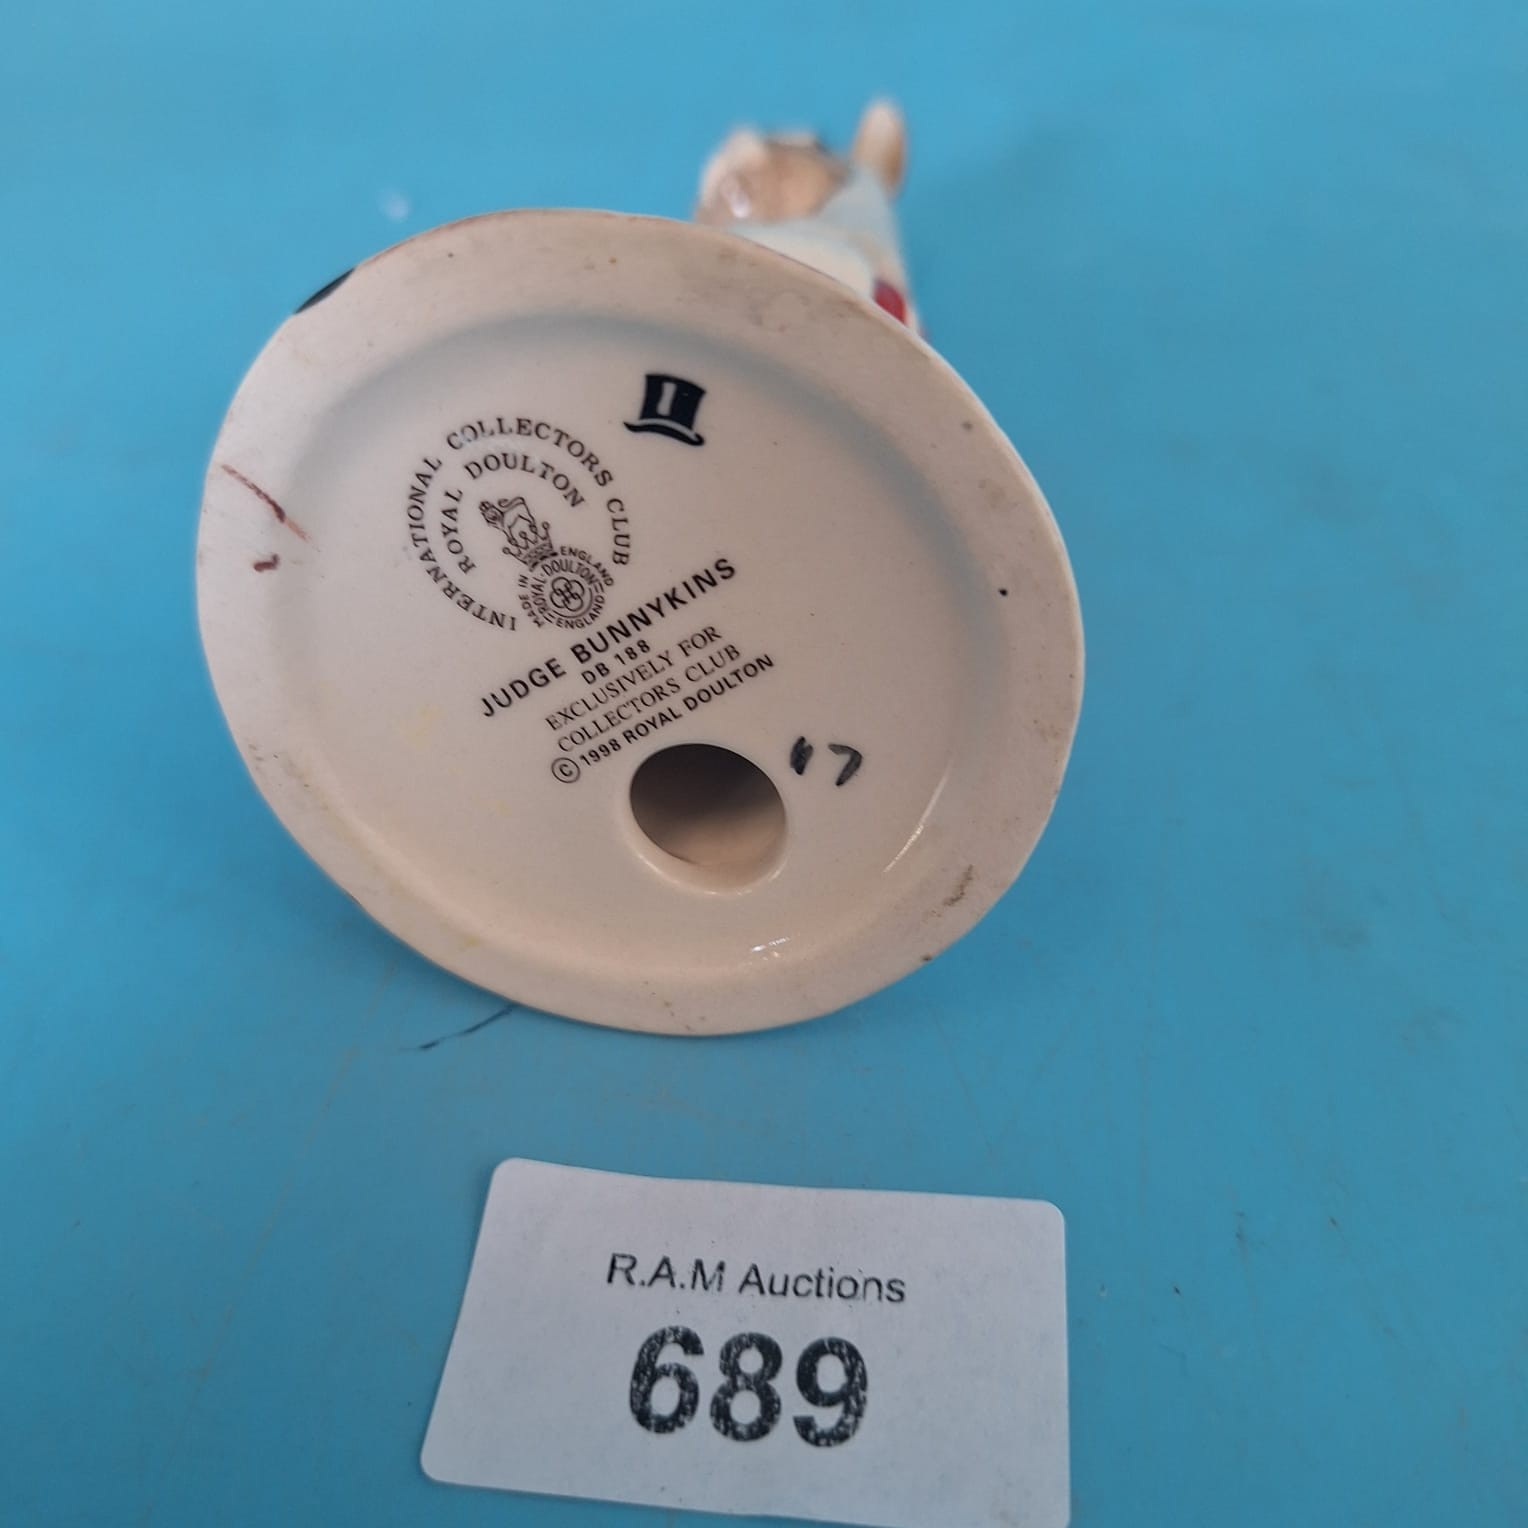 1
INTERNATIONAL COLLECTORS CLUB
ROYAL DOULTON
MADE IN ENGLAND
ROYAL DOULTON
ENGLAND
JUDGE BUNNYKINS
DB 188
EXCLUSIVELY FOR
COLLECTORS CLUB
© 1998 ROYAL DOULTON
R.A.M Auctions
689